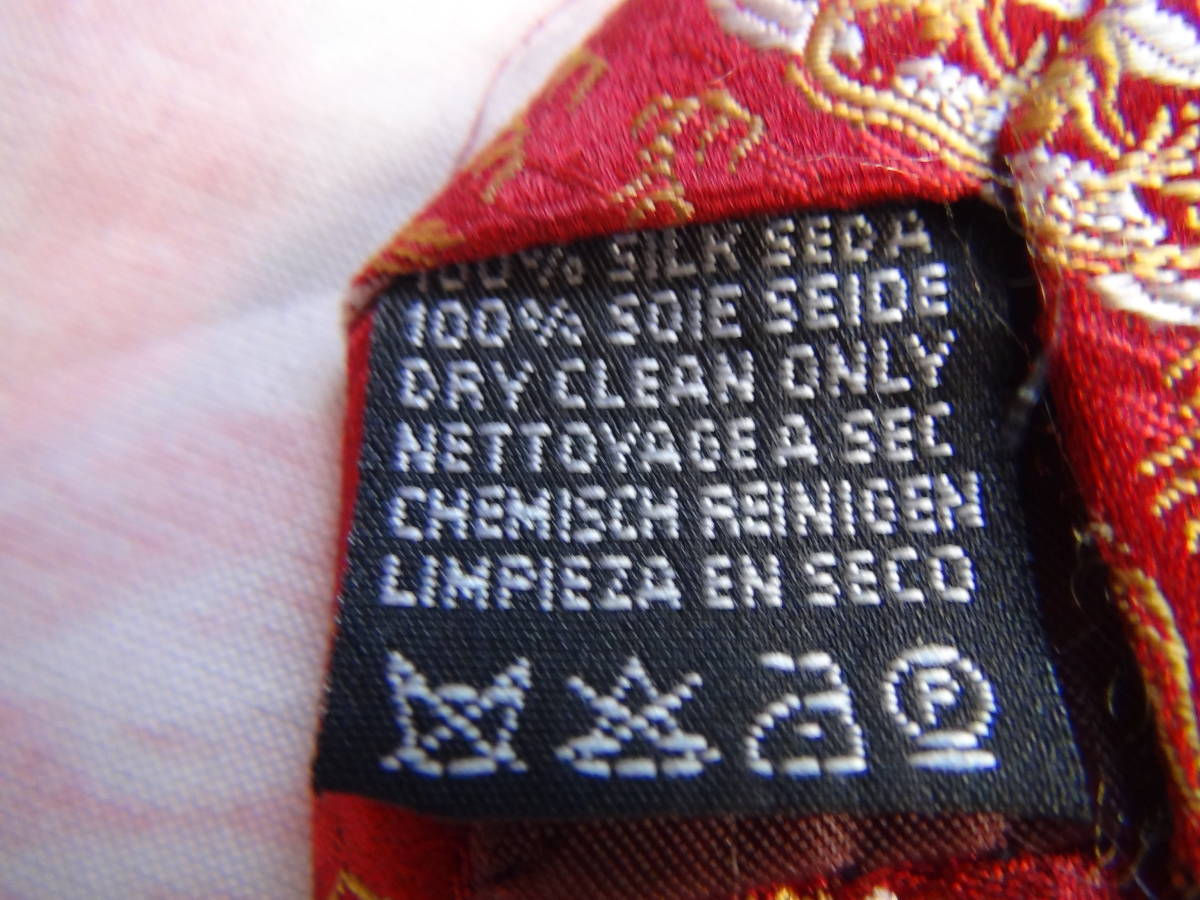 100% SILK SEDA
100% SOIE SEIDE
DRY CLEAN ONLY
NETTOYAGE A SEC
CHEMISCH REINIGEN
LIMPIEZA EN SECO
F